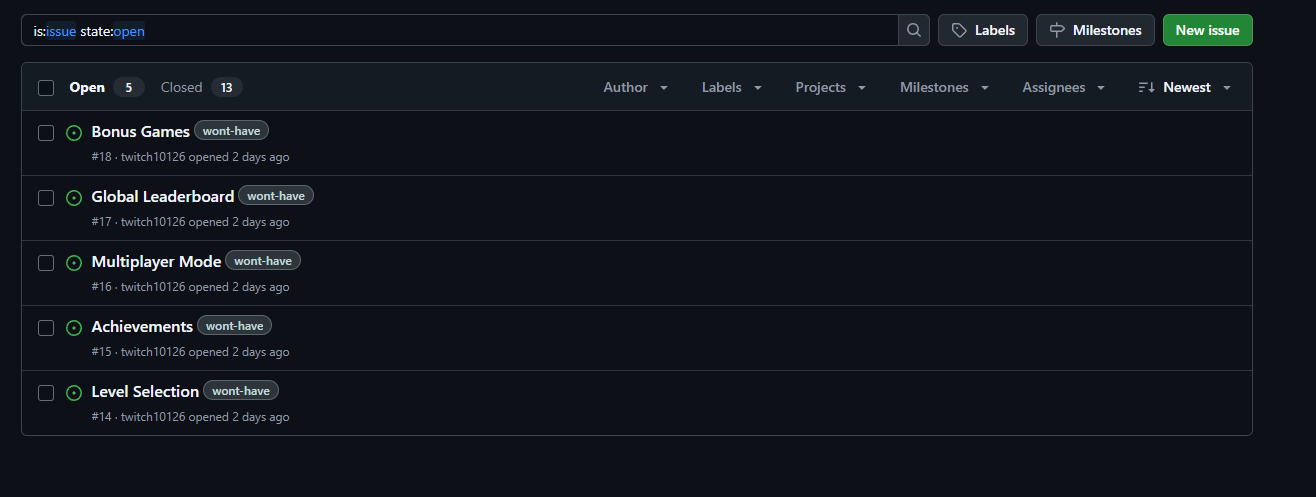 is:issue state:open Labels Milestones New issue
Open 5 Closed 13 Author Labels Projects Milestones Assignees Newest
Bonus Games wont-have
#18 · twitch10126 opened 2 days ago
Global Leaderboard wont-have
#17 · twitch10126 opened 2 days ago
Multiplayer Mode wont-have
#16 · twitch10126 opened 2 days ago
Achievements wont-have
#15 · twitch10126 opened 2 days ago
Level Selection wont-have
#14 · twitch10126 opened 2 days ago